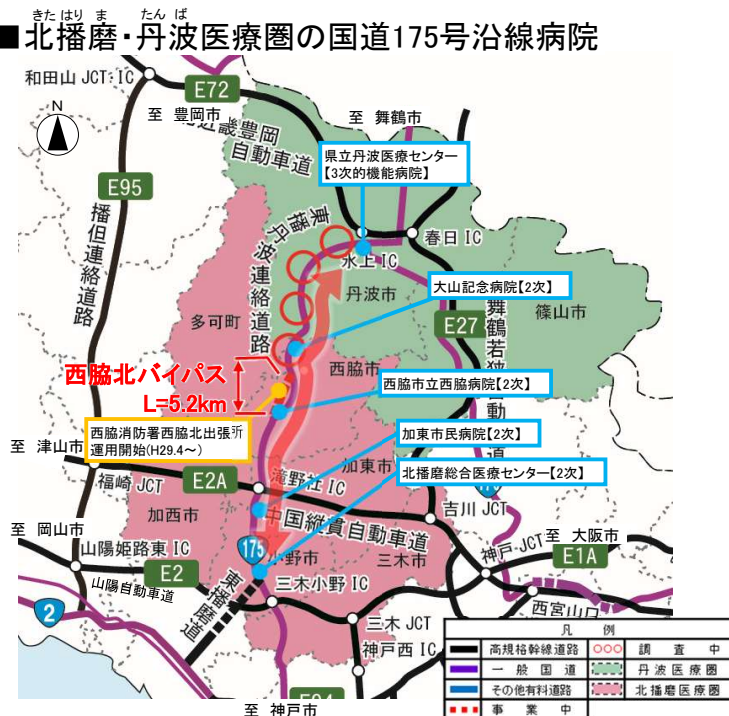 きたはりま たんば
■北播磨・丹波医療圏の国道175号沿線病院
和田山 JCT・IC
E72
至 豊岡市
至 舞鶴市
N
北近畿豊岡
自動車道
県立丹波医療センター
【3次的機能病院】
E95
播但連絡道路
東播丹波連絡道路
春日 IC
氷上 IC
丹波市
大山記念病院【2次】
篠山市
E27
舞鶴若狭自動車道
多可町
西脇市
西脇北バイパス
L=5.2km
西脇市立西脇病院【2次】
西脇消防署西脇北出張所
運用開始(H29.4～)
加東市民病院【2次】
至 津山市
加東市
北播磨総合医療センター【2次】
福崎 JCT
E2A
滝野社 IC
吉川 JCT
加西市
中国縦貫自動車道
至 岡山市
至 大阪市
山陽姫路東 IC
175
小野市
三木市
神戸 JCT
E1A
山陽自動車道
E2
東播磨道
三木小野 IC
2
西宮山口
三木 JCT
神戸西 IC
至 神戸市
凡 例
高規格幹線道路
調査中
一般国道
丹波医療圏
その他有料道路
北播磨医療圏
事業中